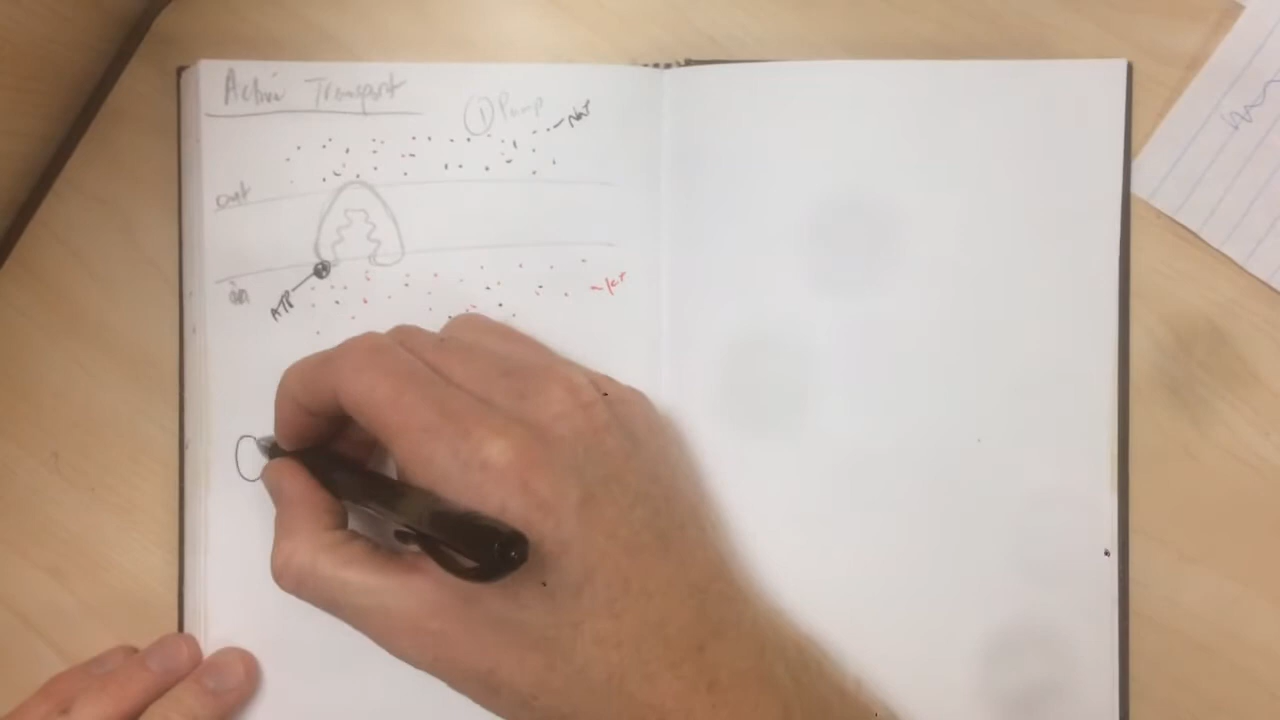 Active Transport
① Pump
Na+
out
in
ATP
K+